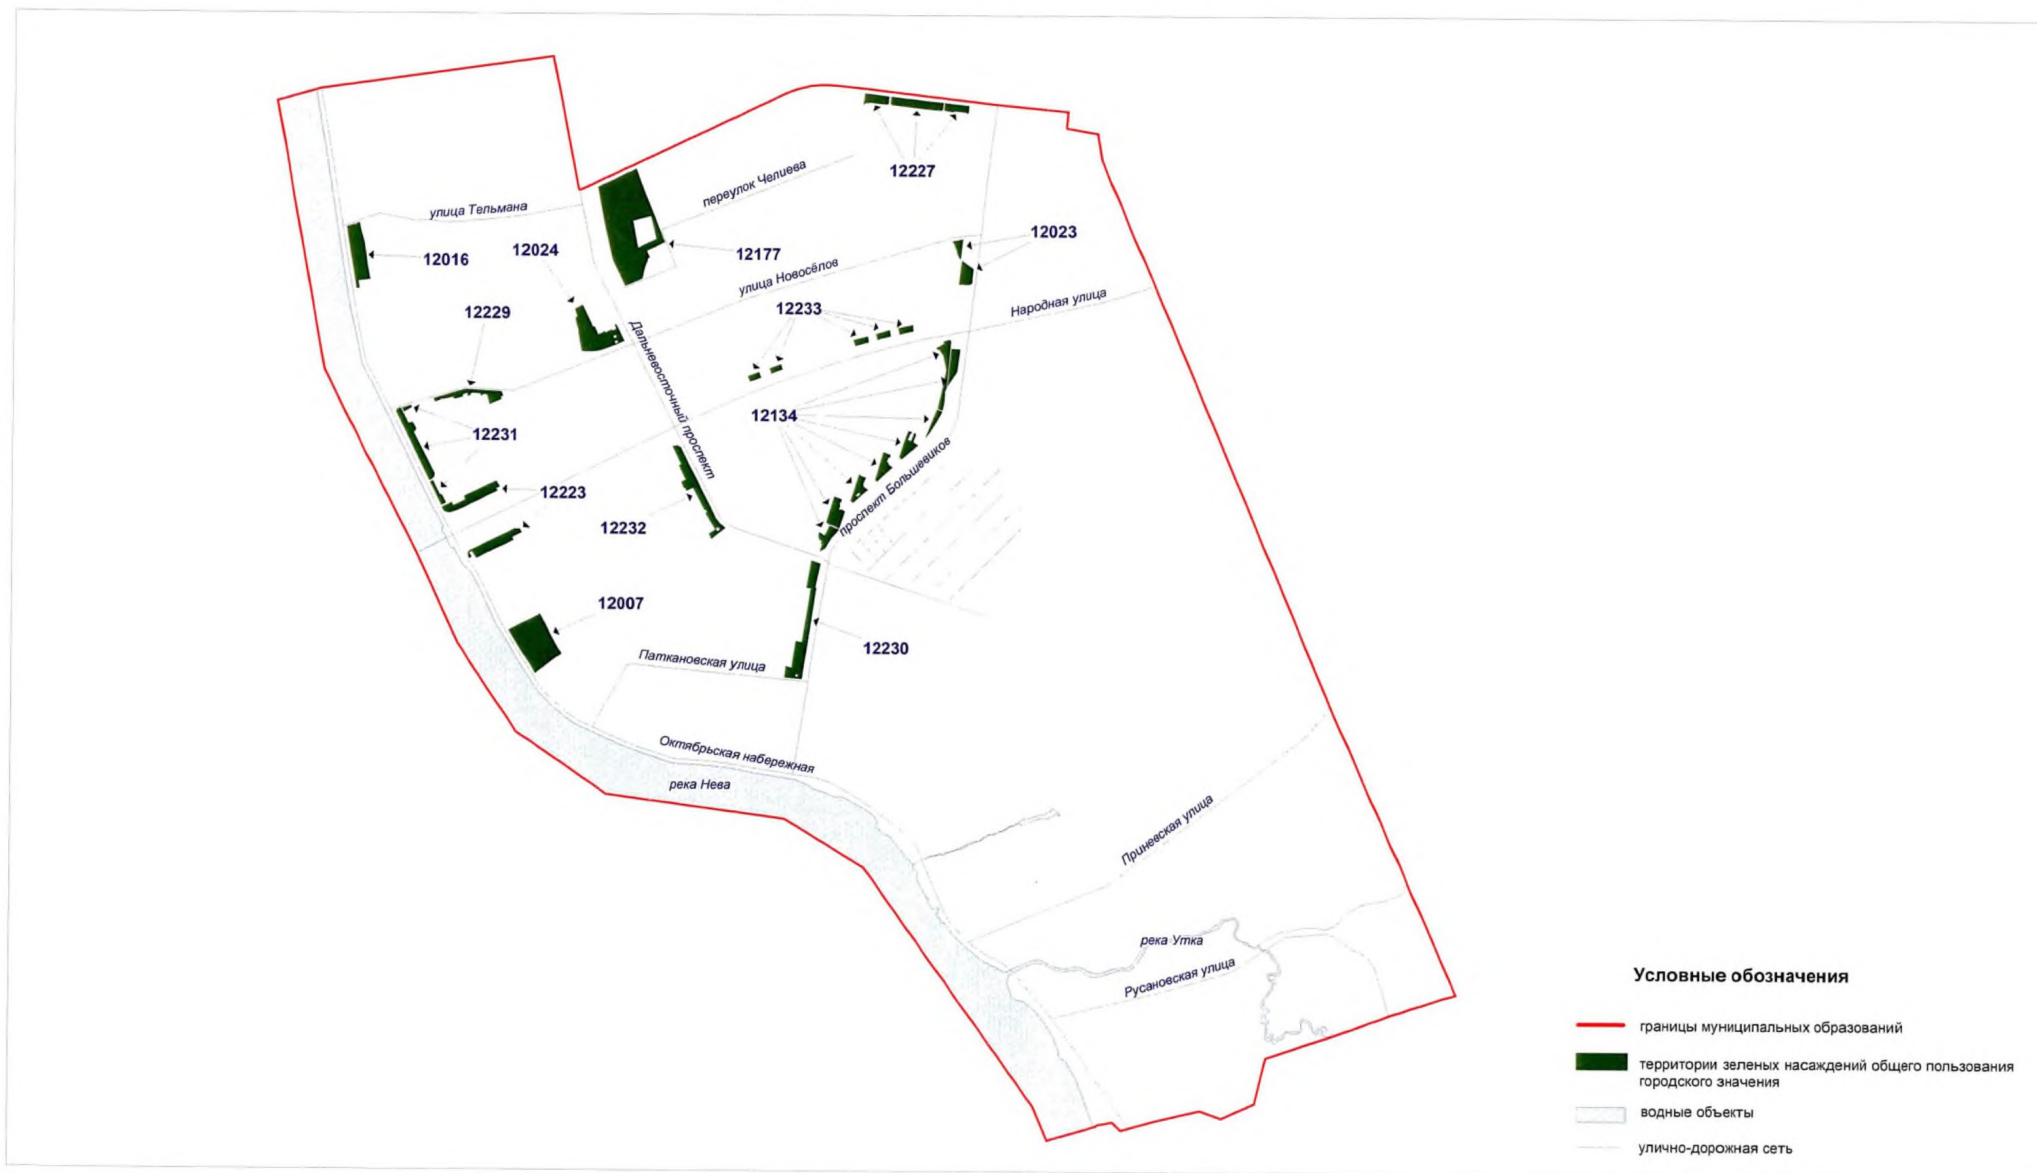 12227
переулок Челиева
улица Тельмана
12023
12024
12177
12016
улица Новосёлов
Народная улица
12233
12229
Дальневосточный проспект
12134
12231
проспект Большевиков
12223
12232
12007
12230
Паткановская улица
Октябрьская набережная
река Нева
Приневская улица
река Утка
Русановская улица
Условные обозначения
границы муниципальных образований
территории зеленых насаждений общего пользования
городского значения
водные объекты
улично-дорожная сеть